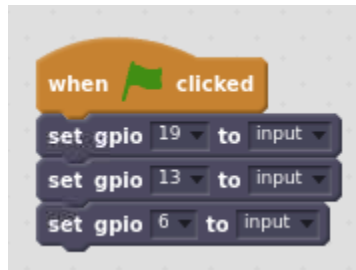 when clicked
set gpio 19 to input
set gpio 13 to input
set gpio 6 to input